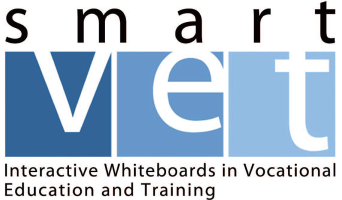 smart
vet
Interactive Whiteboards in Vocational
Education and Training